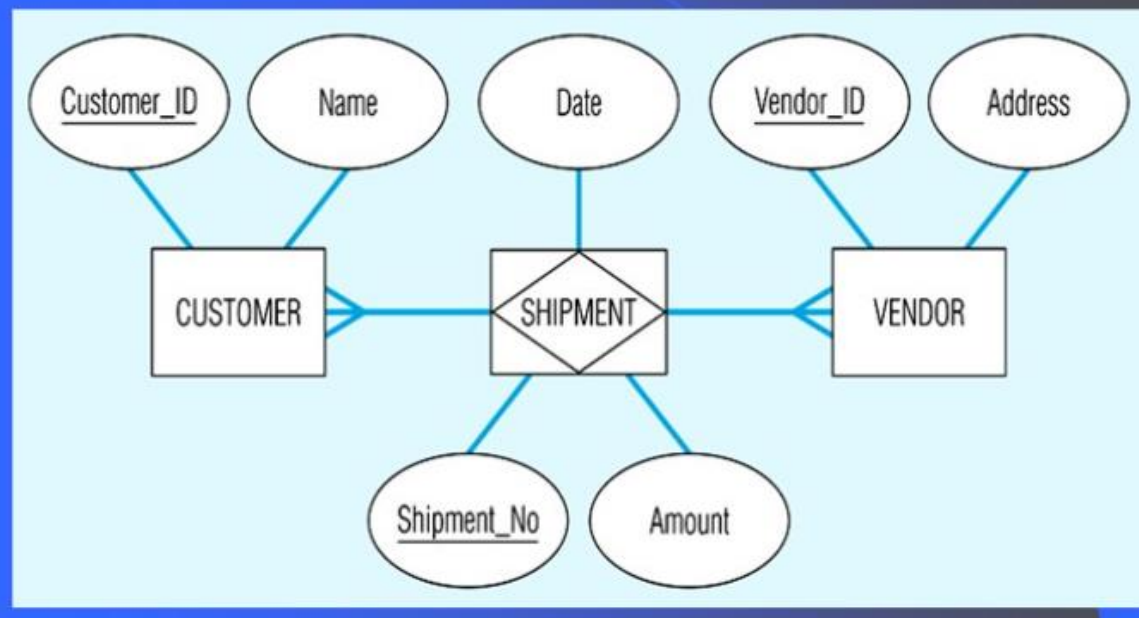 Customer_ID
Name
Date
Vendor_ID
Address
CUSTOMER
SHIPMENT
VENDOR
Shipment_No
Amount